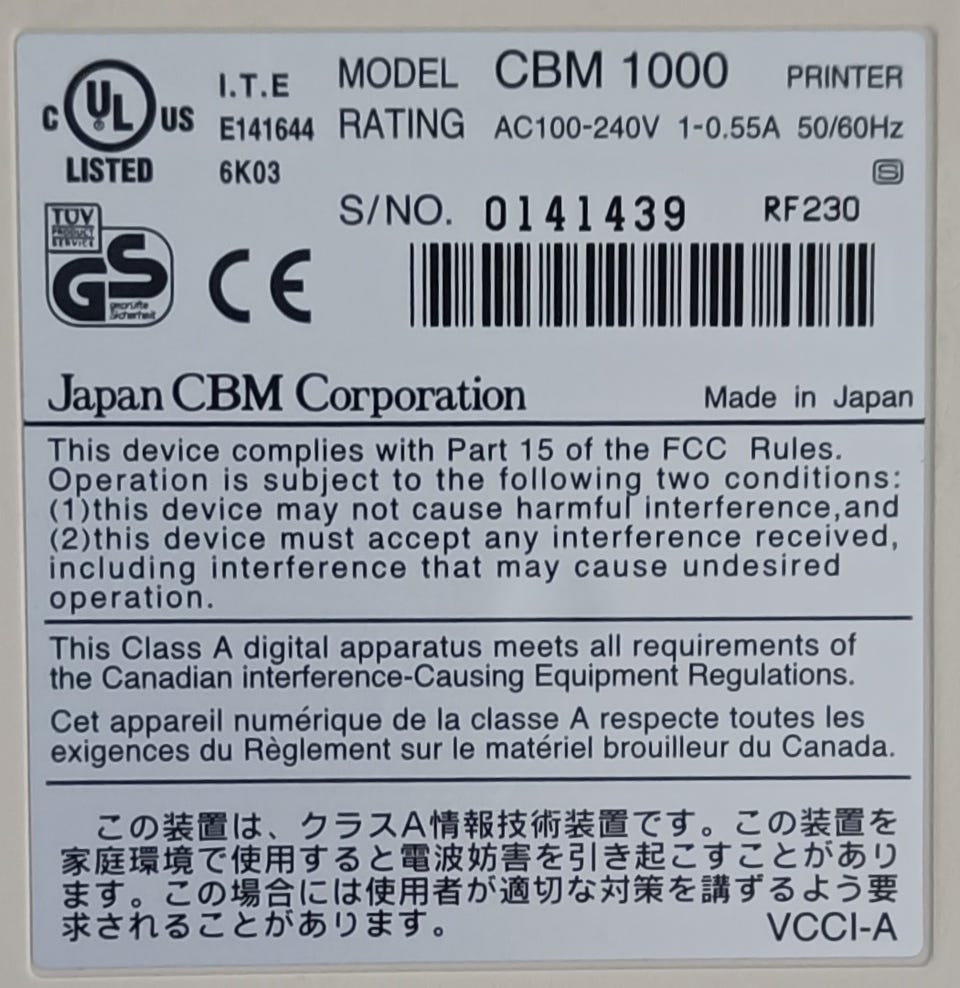 C UL US LISTED
I.T.E
E141644
6K03
MODEL CBM 1000 PRINTER
RATING AC100-240V 1-0.55A 50/60Hz
S
S/NO. 0141439 RF230
TÜV
PRODUCT
SERVICE
GS
geprüfte
Sicherheit
CE
Japan CBM Corporation Made in Japan
This device complies with Part 15 of the FCC Rules.
Operation is subject to the following two conditions:
(1)this device may not cause harmful interference,and
(2)this device must accept any interference received,
including interference that may cause undesired
operation.
This Class A digital apparatus meets all requirements of
the Canadian interference-Causing Equipment Regulations.
Cet appareil numérique de la classe A respecte toutes les
exigences du Règlement sur le matériel brouilleur du Canada.
この装置は、クラスA情報技術装置です。この装置を
家庭環境で使用すると電波妨害を引き起こすことがあり
ます。この場合には使用者が適切な対策を講ずるよう要
求されることがあります。 VCCI-A